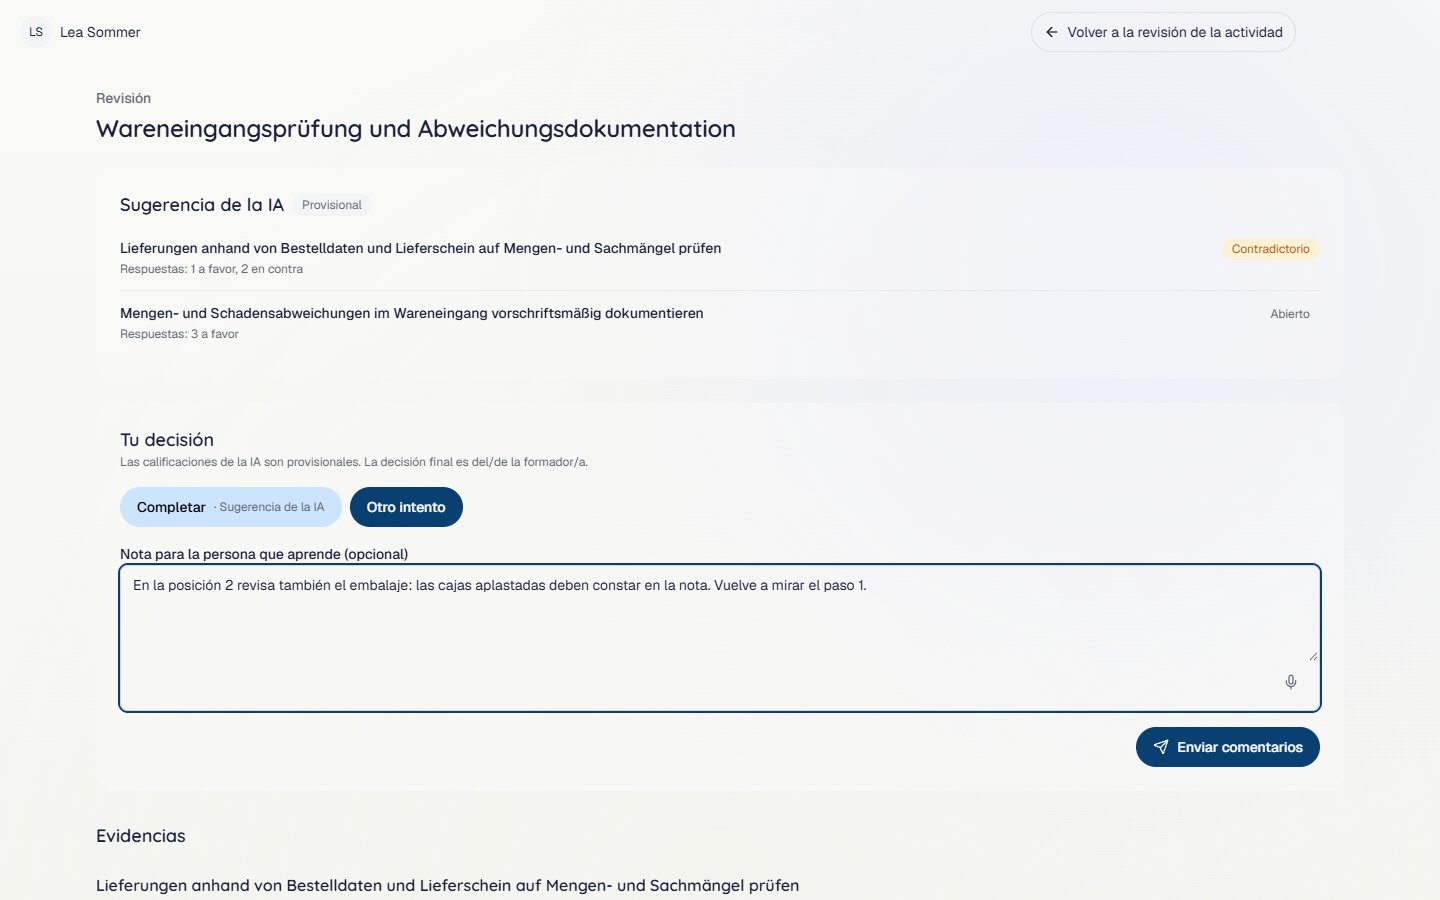 LS Lea Sommer
Volver a la revisión de la actividad
Revisión
Wareneingangsprüfung und Abweichungsdokumentation
Sugerencia de la IA Provisional
Lieferungen anhand von Bestelldaten und Lieferschein auf Mengen- und Sachmängel prüfen
Contradictorio
Respuestas: 1 a favor, 2 en contra
Mengen- und Schadensabweichungen im Wareneingang vorschriftsmäßig dokumentieren
Abierto
Respuestas: 3 a favor
Tu decisión
Las calificaciones de la IA son provisionales. La decisión final es del/de la formador/a.
Completar · Sugerencia de la IA
Otro intento
Nota para la persona que aprende (opcional)
En la posición 2 revisa también el embalaje: las cajas aplastadas deben constar en la nota. Vuelve a mirar el paso 1.
Enviar comentarios
Evidencias
Lieferungen anhand von Bestelldaten und Lieferschein auf Mengen- und Sachmängel prüfen